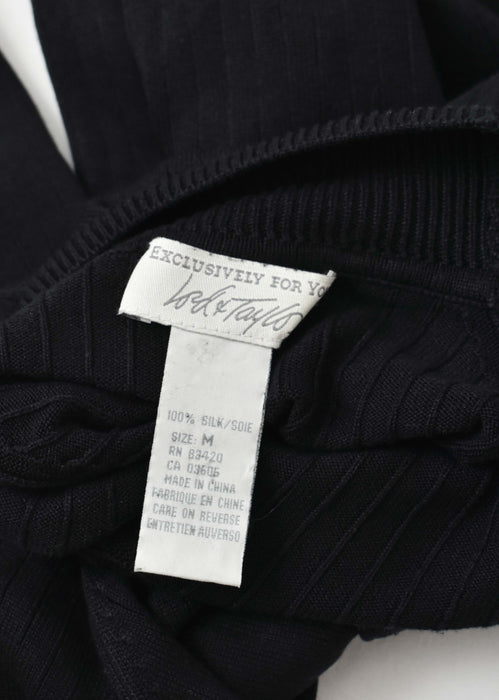 EXCLUSIVELY FOR YO
Lord & Taylor
100% SILK/SOIE
SIZE: M
RN 83420
CA 03606
MADE IN CHINA
FABRIQUE EN CHINE
CARE ON REVERSE
ENTRETIEN AUVERSO